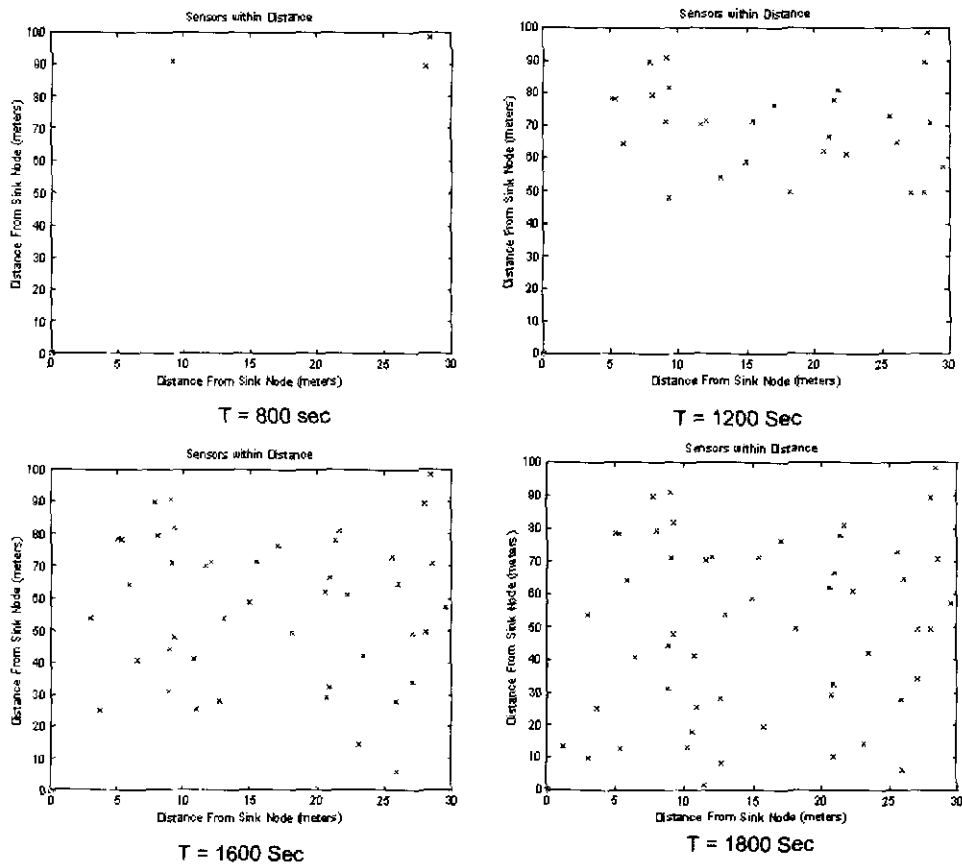 Sensors within Distance
100
90
80
70
60
50
40
30
20
10
0
Distance From Sink Node (meters)
0 5 10 15 20 25 30
Distance From Sink Node (meters)
T = 800 sec
Sensors within Distance
100
90
80
70
60
50
40
30
20
10
0
Distance From Sink Node (meters)
0 5 10 15 20 25 30
Distance From Sink Node (meters)
T = 1200 Sec
Sensors within Distance
100
90
80
70
60
50
40
30
20
10
0
Distance From Sink Node (meters)
0 5 10 15 20 25 30
Distance From Sink Node (meters)
T = 1600 Sec
Sensors within Distance
100
90
80
70
60
50
40
30
20
10
0
Distance From Sink Node (meters)
0 5 10 15 20 25 30
Distance From Sink Node (meters)
T = 1800 Sec